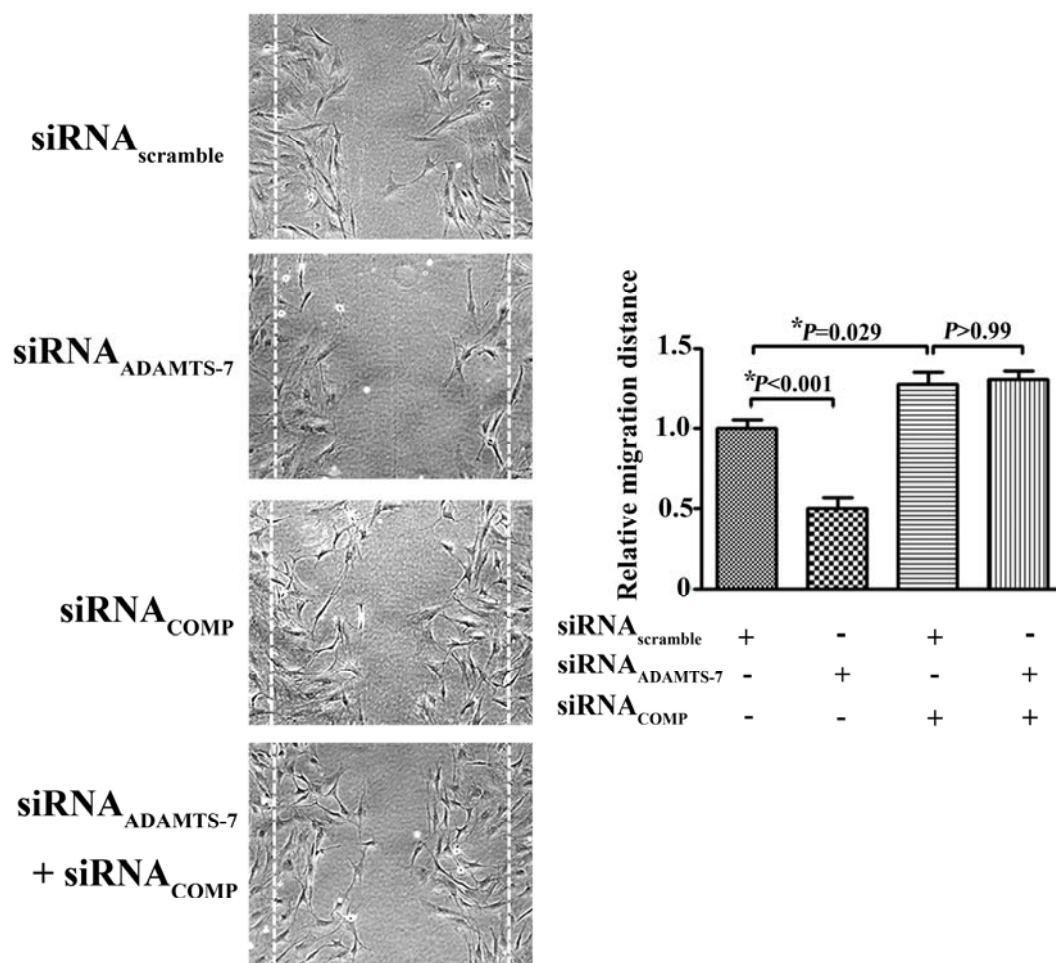 siRNAscramble
siRNAADAMTS-7
siRNACOMP
siRNAADAMTS-7
+ siRNACOMP
Relative migration distance
1.5
1.0
0.5
0
*P=0.029
P>0.99
*P<0.001
siRNAscramble + - + -
siRNAADAMTS-7 - + - +
siRNACOMP - - + +